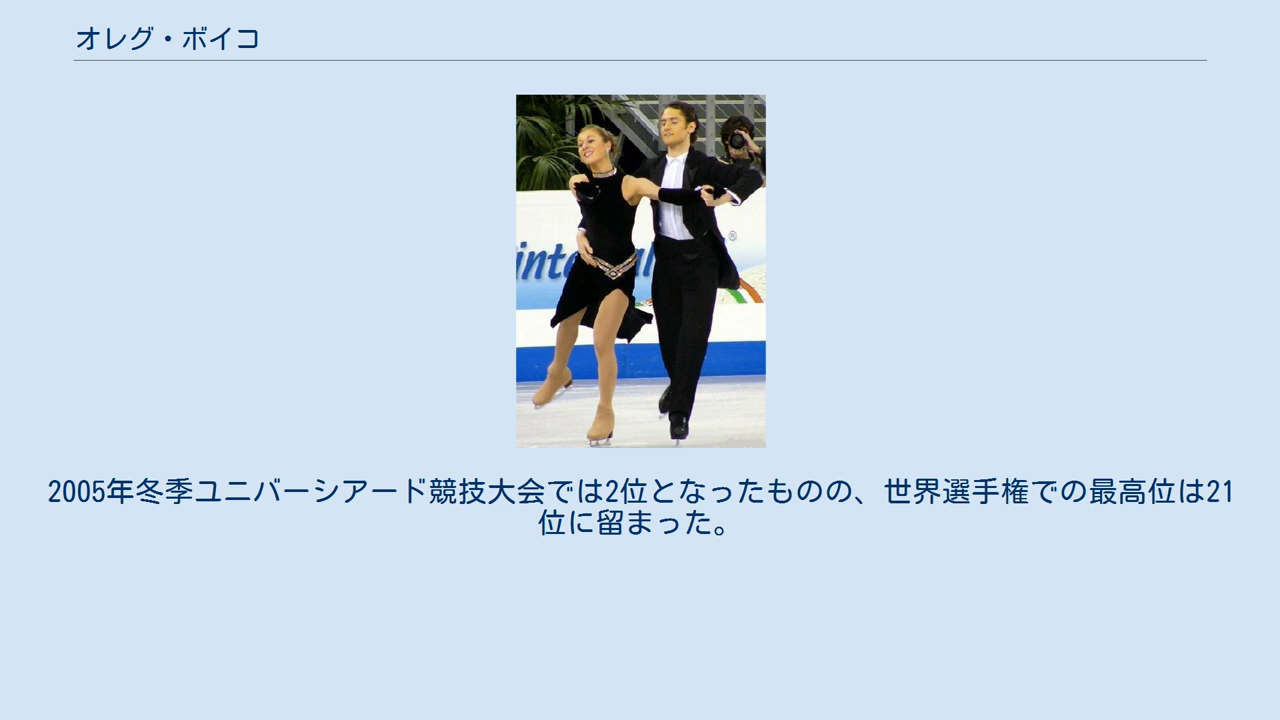 オレグ・ボイコ
2005年冬季ユニバーシアード競技大会では2位となったものの、世界選手権での最高位は21
位に留まった。